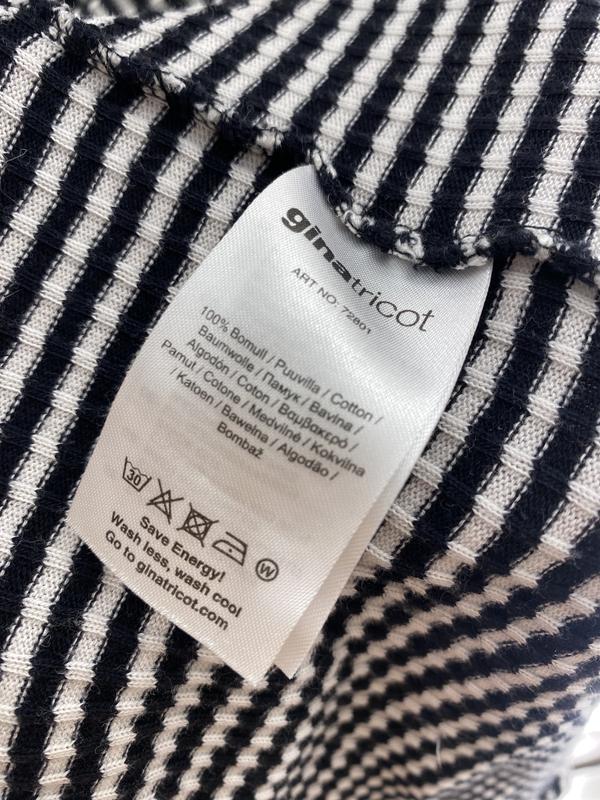 ginatricot
ART NO: 72801
100% Bomull / Puuvilla / Cotton /
Baumwolle / Памук / Bavlna /
Algodón / Coton / Βαμβακερό /
Pamut / Cotone / Medvilné / Kokvilna
/ Katoen / Bawełna / Algodão /
Bombaž
30
W
Save Energy!
Wash less, wash cool
Go to ginatricot.com